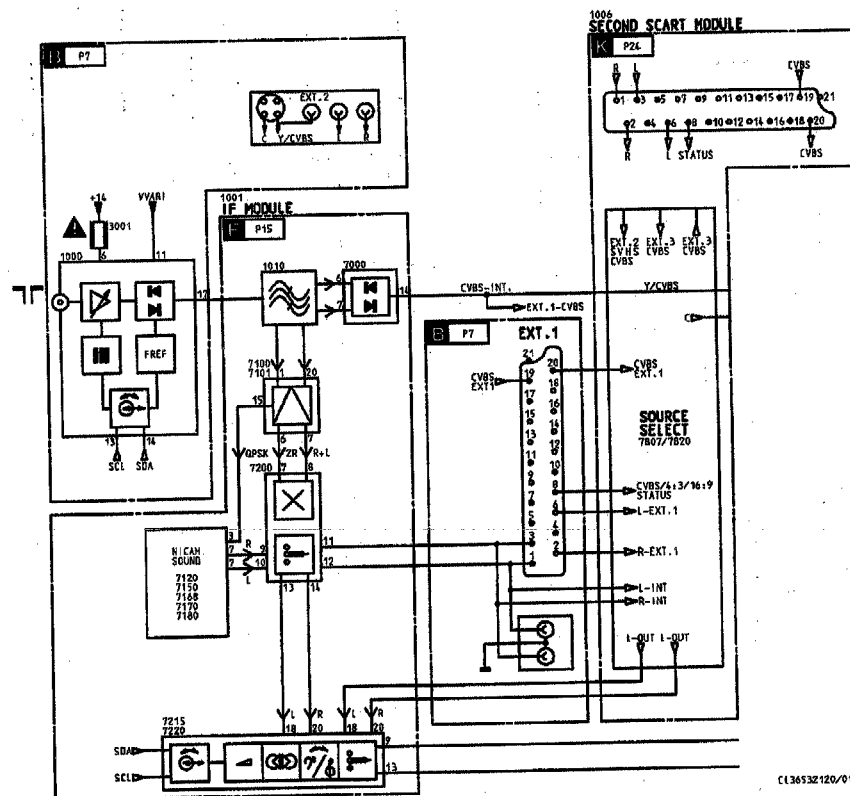 1006
SECOND SCART MODULE
K P24
B P7
EXT.2
C Y/CVBS L R
R L CVBS
1 3 5 7 9 11 13 15 17 19 21
2 4 6 8 10 12 14 16 18 20
R L STATUS CVBS
1001
IF MODULE
F P15
+14 VVARI
3001
1000 6 11
17
1010 6 7000
7
14
CVBS-INT.
EXT.1-CVBS
Y/CVBS
C
EXT.2 EXT.3 EXT.3
SVHS CVBS CVBS
CVBS
FREF
13 14
SCL SDA
7100 1 20
7101
15
6 7
QPSK 2R R+L
7200 7 8
B P7
EXT.1
21 20
19 18
17 16
15 14
13 12
11 10
9 8
7 6
5 4
3 2
1
CVBS
EXT1
CVBS
EXT.1
SOURCE
SELECT
7807/7820
CVBS/4:3/16:9
STATUS
L-EXT.1
R-EXT.1
L-INT
R-INT
L-OUT L-OUT
3
7 R 9
7 L 10
11
12
13 14
NICAM
SOUND
7120
7150
7168
7170
7180
L R L R
18 20 18 20
7215
7220
SDA
SCL
9
13
CL36532120/01